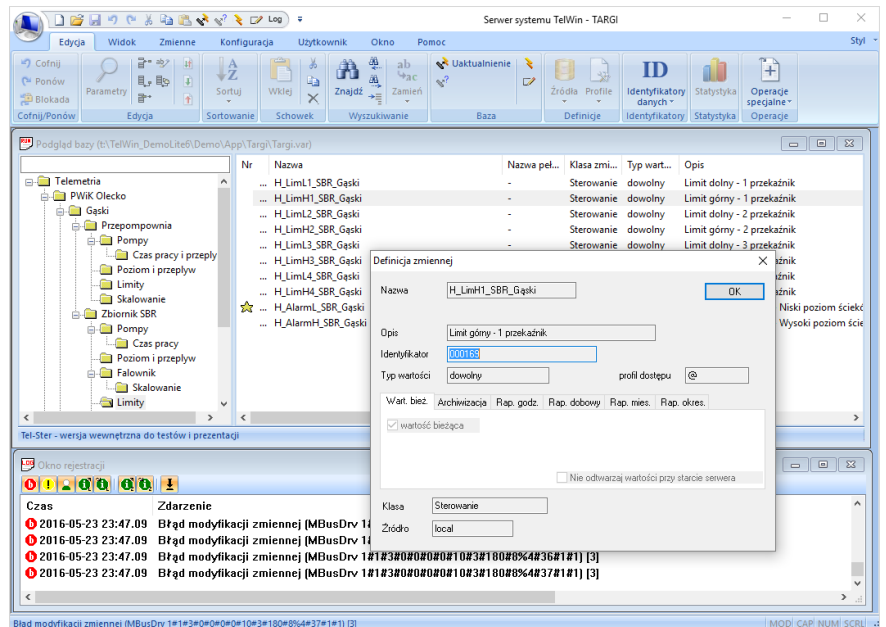 Log
Serwer systemu TelWin - TARGI
Edycja Widok Zmienne Konfiguracja Użytkownik Okno Pomoc Styl
Cofnij
Ponów
Blokada
Parametry
Sortuj
Wklej
Znajdź
Zamień
Uaktualnienie
Źródła Profile
Identyfikatory danych
Statystyka
Operacje specjalne
Cofnij/Ponów Edycja Sortowanie Schowek Wyszukiwanie Baza Definicje Identyfikatory Statystyka Operacje
Podgląd bazy (t:\TelWin_DemoLite6\Demo\App\Targi\Targi.var)
Telemetria
PWiK Olecko
Gąski
Przepompownia
Pompy
Czas pracy i przepły
Poziom i przepływ
Limity
Skalowanie
Zbiornik SBR
Pompy
Czas pracy
Poziom i przepływ
Falownik
Skalowanie
Limity
Nr Nazwa Nazwa peł... Klasa zmi... Typ wart... Opis
... H_LimL1_SBR_Gąski - Sterowanie dowolny Limit dolny - 1 przekaźnik
... H_LimH1_SBR_Gąski - Sterowanie dowolny Limit górny - 1 przekaźnik
... H_LimL2_SBR_Gąski - Sterowanie dowolny Limit dolny - 2 przekaźnik
... H_LimH2_SBR_Gąski - Sterowanie dowolny Limit górny - 2 przekaźnik
... H_LimL3_SBR_Gąski - Sterowanie dowolny Limit dolny - 3 przekaźnik
... H_LimH3_SBR_Gąski
... H_LimL4_SBR_Gąski
... H_LimH4_SBR_Gąski
... H_AlarmL_SBR_Gąski Niski poziom ściekó
... H_AlarmH_SBR_Gąski Wysoki poziom ście
Tel-Ster - wersja wewnętrzna do testów i prezentacji
Definicja zmiennej
Nazwa H_LimH1_SBR_Gąski OK
Opis Limit górny - 1 przekaźnik
Identyfikator 000169
Typ wartości dowolny profil dostępu @
Wart. bież. Archiwizacja Rap. godz. Rap. dobowy Rap. mies. Rap. okres.
wartość bieżąca
Nie odtwarzaj wartości przy starcie serwera
Klasa Sterowanie
Źródło local
Okno rejestracji
Czas Zdarzenie
2016-05-23 23:47.09 Błąd modyfikacji zmiennej (MBusDrv 1#
2016-05-23 23:47.09 Błąd modyfikacji zmiennej (MBusDrv 1#
2016-05-23 23:47.09 Błąd modyfikacji zmiennej (MBusDrv 1#1#3#0#0#0#0#10#3#180#8%4#36#1#1) [3]
2016-05-23 23:47.09 Błąd modyfikacji zmiennej (MBusDrv 1#1#3#0#0#0#0#10#3#180#8%4#37#1#1) [3]
Błąd modyfikacji zmiennej (MBusDrv 1#1#3#0#0#0#0#10#3#180#8%4#37#1#1) [3] MOD CAP NUM SCRL